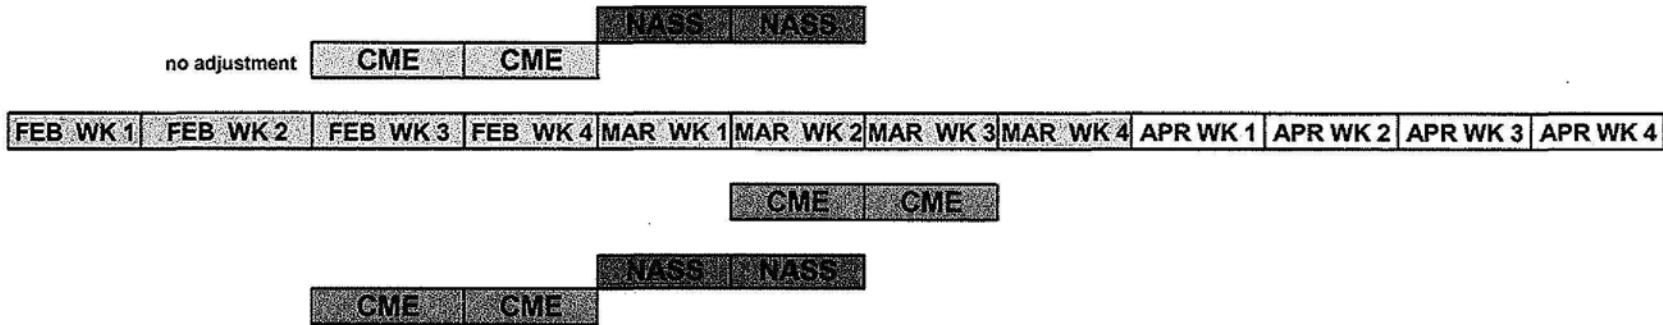 NASS NASS
no adjustment CME CME
FEB WK 1 FEB WK 2 FEB WK 3 FEB WK 4 MAR WK 1 MAR WK 2 MAR WK 3 MAR WK 4 APR WK 1 APR WK 2 APR WK 3 APR WK 4
CME CME
NASS NASS
CME CME